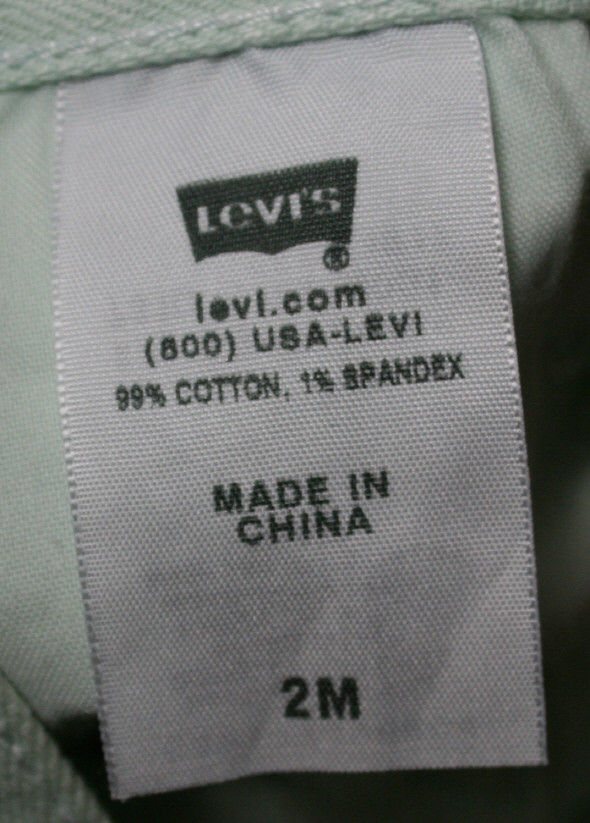 Levi's
®
levi.com
(800) USA-LEVI
99% COTTON, 1% SPANDEX
MADE IN
CHINA
2M